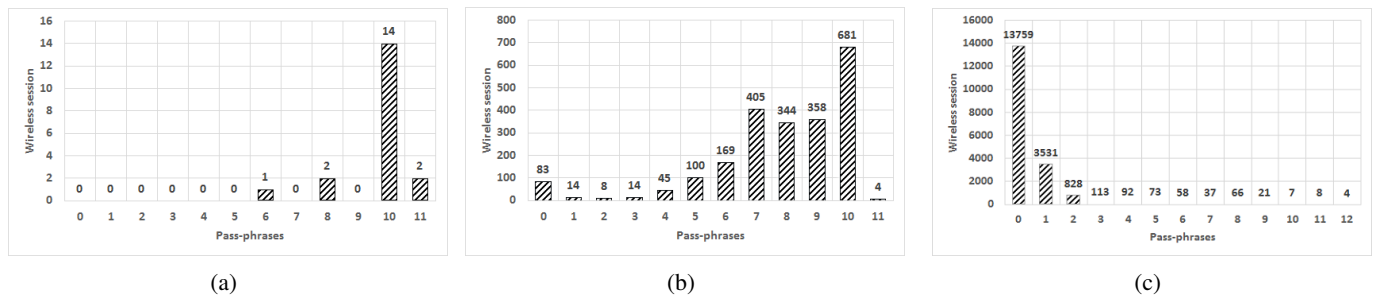 16
14
12
10
8
6
4
2
0
Wireless session
0 0 0 0 0 0 1 0 2 0 14 2
0 1 2 3 4 5 6 7 8 9 10 11
Pass-phrases
(a)
800
700
600
500
400
300
200
100
0
Wireless session
83 14 8 14 45 100 169 405 344 358 681 4
0 1 2 3 4 5 6 7 8 9 10 11
Pass-phrases
(b)
16000
14000
12000
10000
8000
6000
4000
2000
0
Wireless session
13759 3531 828 113 92 73 58 37 66 21 7 8 4
0 1 2 3 4 5 6 7 8 9 10 11 12
Pass-phrases
(c)